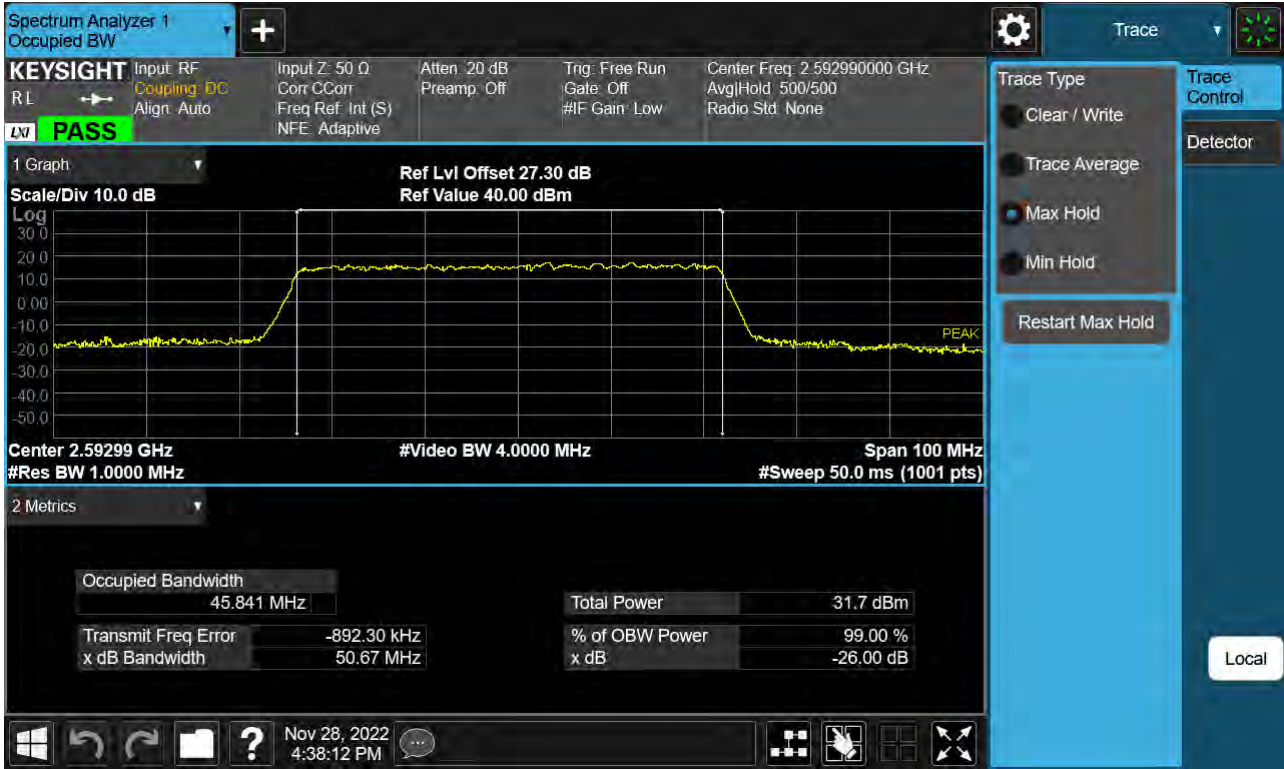 Spectrum Analyzer 1
Occupied BW
+
Trace
KEYSIGHT
RL
LXI PASS
Input: RF
Coupling: DC
Align: Auto
Input Z: 50 Ω
Corr CCorr
Freq Ref: Int (S)
NFE: Adaptive
Atten: 20 dB
Preamp: Off
Trig: Free Run
Gate: Off
#IF Gain: Low
Center Freq: 2.592990000 GHz
Avg|Hold: 500/500
Radio Std: None
1 Graph
Scale/Div 10.0 dB
Ref Lvl Offset 27.30 dB
Ref Value 40.00 dBm
Log
30.0
20.0
10.0
0.00
-10.0
-20.0
-30.0
-40.0
-50.0
PEAK
Center 2.59299 GHz
#Video BW 4.0000 MHz
Span 100 MHz
#Res BW 1.0000 MHz
#Sweep 50.0 ms (1001 pts)
2 Metrics
Occupied Bandwidth
45.841 MHz
Total Power 31.7 dBm
Transmit Freq Error -892.30 kHz
% of OBW Power 99.00 %
x dB Bandwidth 50.67 MHz
x dB -26.00 dB
Trace Type
Clear / Write
Trace Average
Max Hold
Min Hold
Restart Max Hold
Trace
Control
Detector
Local
?
Nov 28, 2022
4:38:12 PM